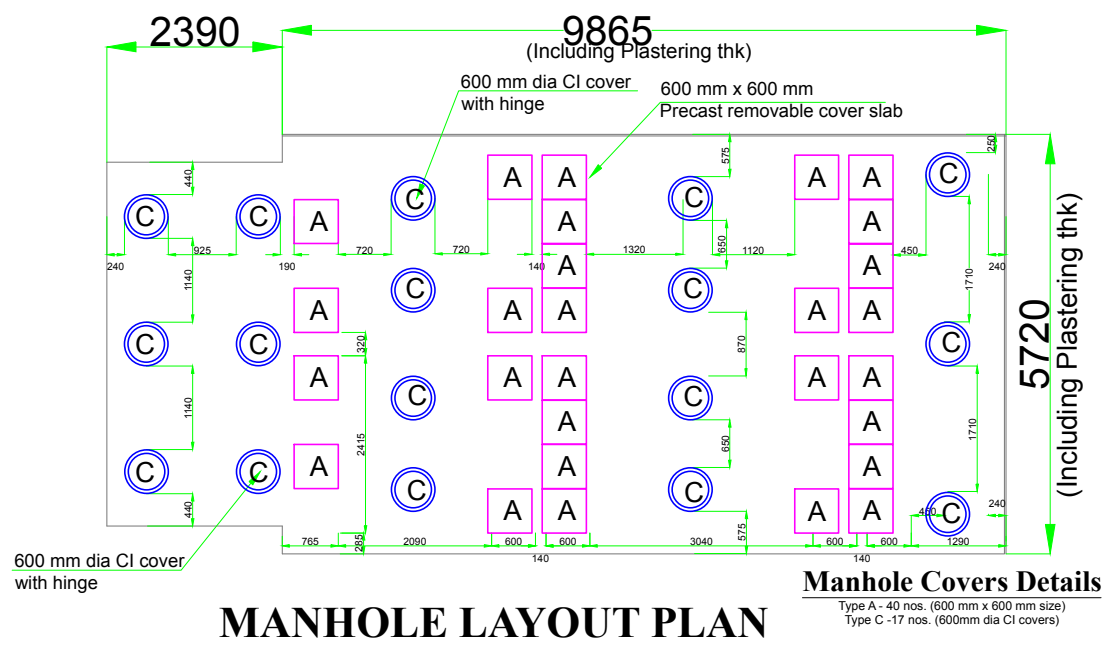 2390
9865
(Including Plastering thk)
600 mm dia CI cover
with hinge
600 mm x 600 mm
Precast removable cover slab
440
575
250
C
C
A
C
A
A
C
A
A
C
A
A
A
240
925
190
720
720
140
1320
650
1120
450
240
1140
1710
A
A
C
A
A
C
A
A
C
C
320
870
C
5720
(Including Plastering thk)
A
A
A
C
A
A
C
A
A
1140
2415
A
A
650
1710
C
C
A
C
A
A
C
A
A
C
A
A
440
450
240
765
285
2090
600
600
3040
575
600
600
1290
140
140
600 mm dia CI cover
with hinge
MANHOLE LAYOUT PLAN
Manhole Covers Details
Type A - 40 nos. (600 mm x 600 mm size)
Type C -17 nos. (600mm dia CI covers)